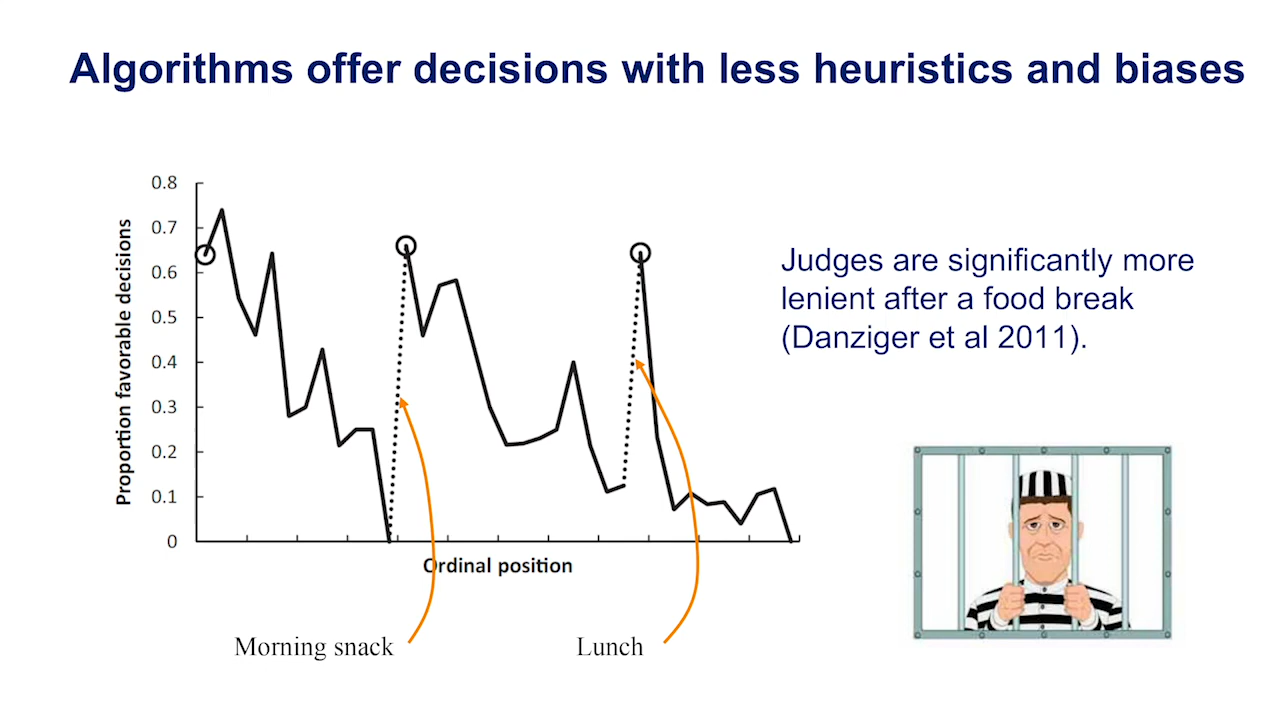 Algorithms offer decisions with less heuristics and biases
Proportion favorable decisions
0.8
0.7
0.6
0.5
0.4
0.3
0.2
0.1
0
Ordinal position
Morning snack
Lunch
Judges are significantly more
lenient after a food break
(Danziger et al 2011).